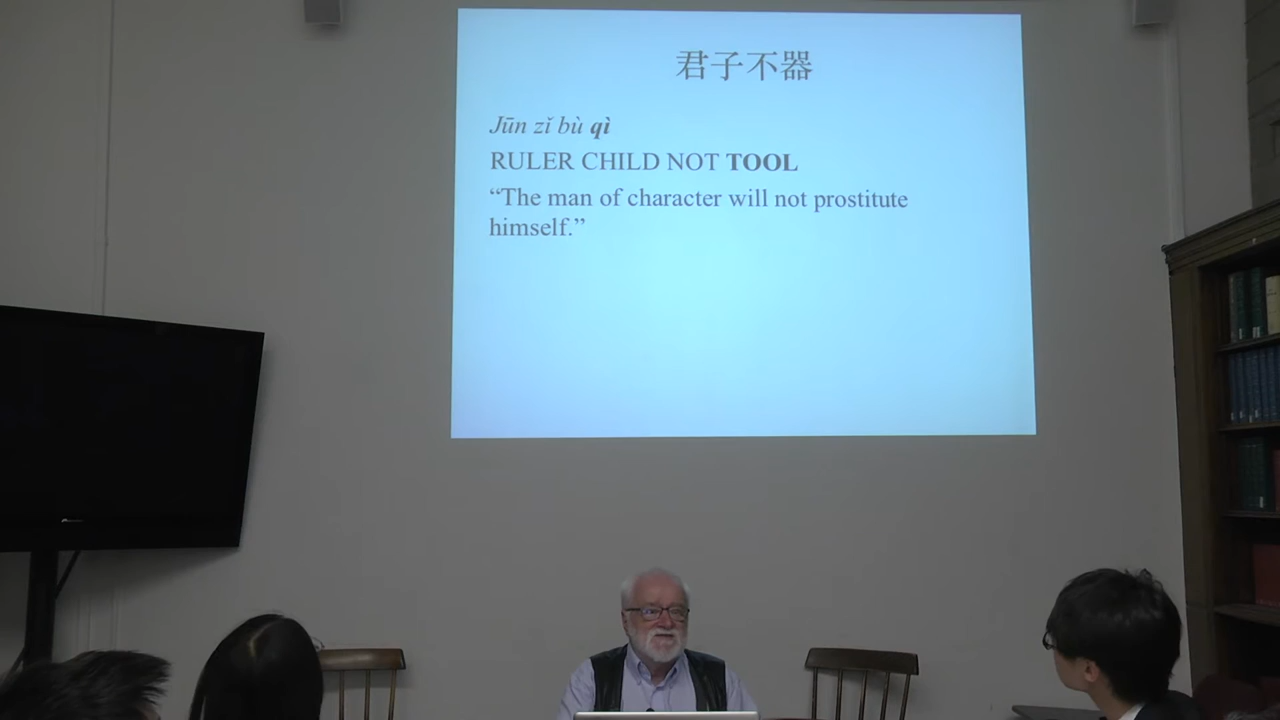 君子不器
Jūn zǐ bù qì
RULER CHILD NOT TOOL
“The man of character will not prostitute
himself.”